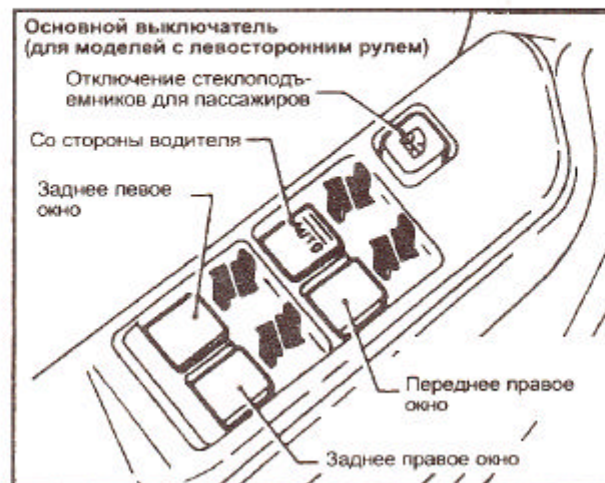 Основной выключатель
(для моделей с левосторонним рулем)
Отключение стеклоподъ-
емников для пассажиров
Со стороны водителя
Заднее левое
окно
AUTO
Переднее правое
окно
Заднее правое окно